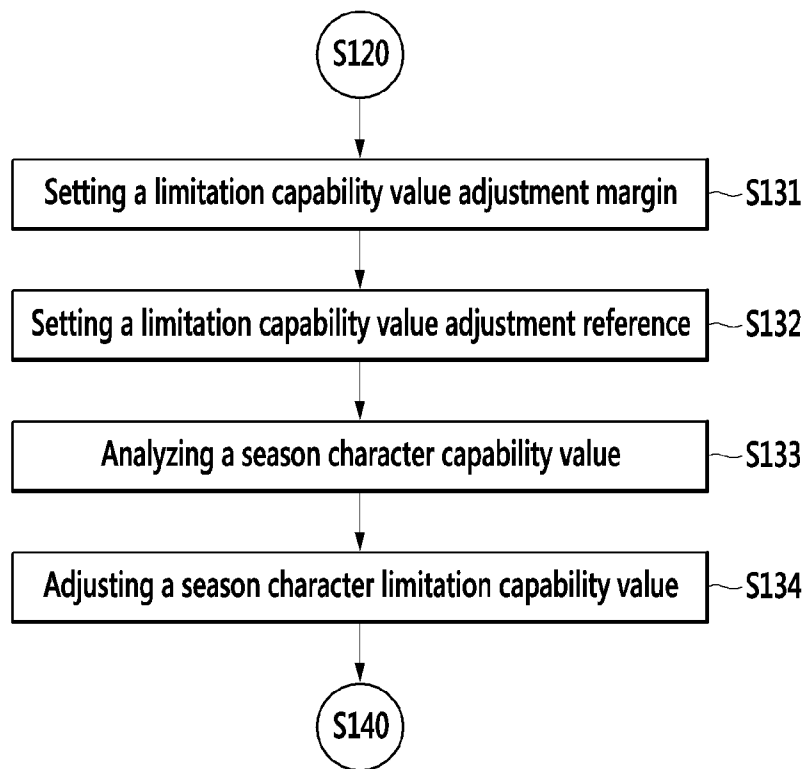 S120
Setting a limitation capability value adjustment margin
S131
Setting a limitation capability value adjustment reference
S132
Analyzing a season character capability value
S133
Adjusting a season character limitation capability value
S134
S140